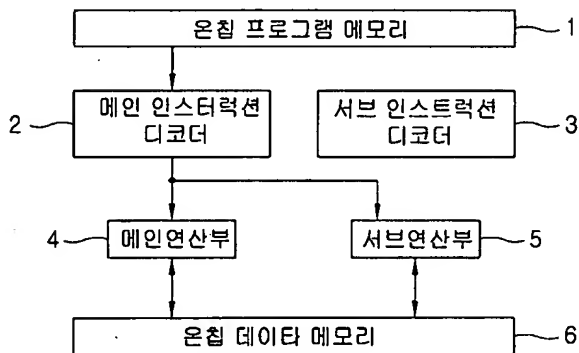 온칩 프로그램 메모리
1
2
메인 인스터럭션
디코더
서브 인스트럭션
디코더
3
4
메인연산부
서브연산부
5
온칩 데이타 메모리
6